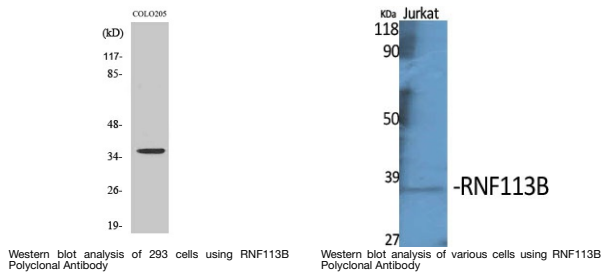 COLO205
(kD)
117-
85-
48-
34-
26-
19-
Western blot analysis of 293 cells using RNF113B
Polyclonal Antibody
KDa Jurkat
118
90
50
39
-RNF113B
27
Western blot analysis of various cells using RNF113B
Polyclonal Antibody